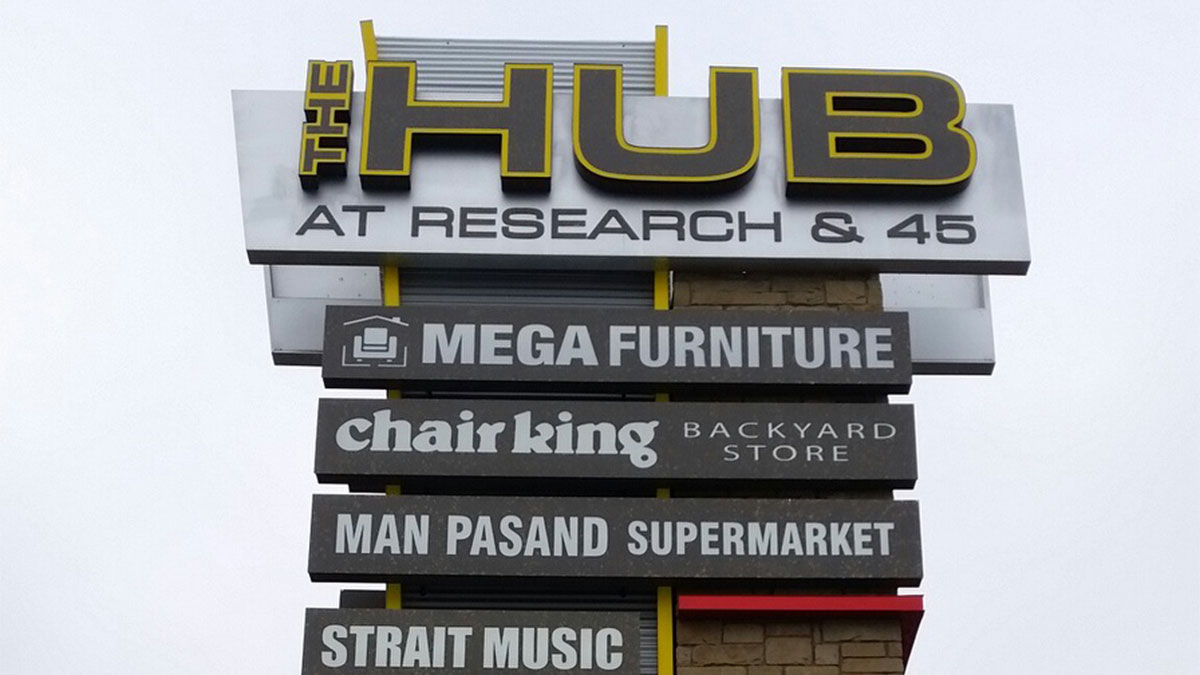 THE HUB
AT RESEARCH & 45
MEGA FURNITURE
chair king BACKYARD
STORE
MAN PASAND SUPERMARKET
STRAIT MUSIC